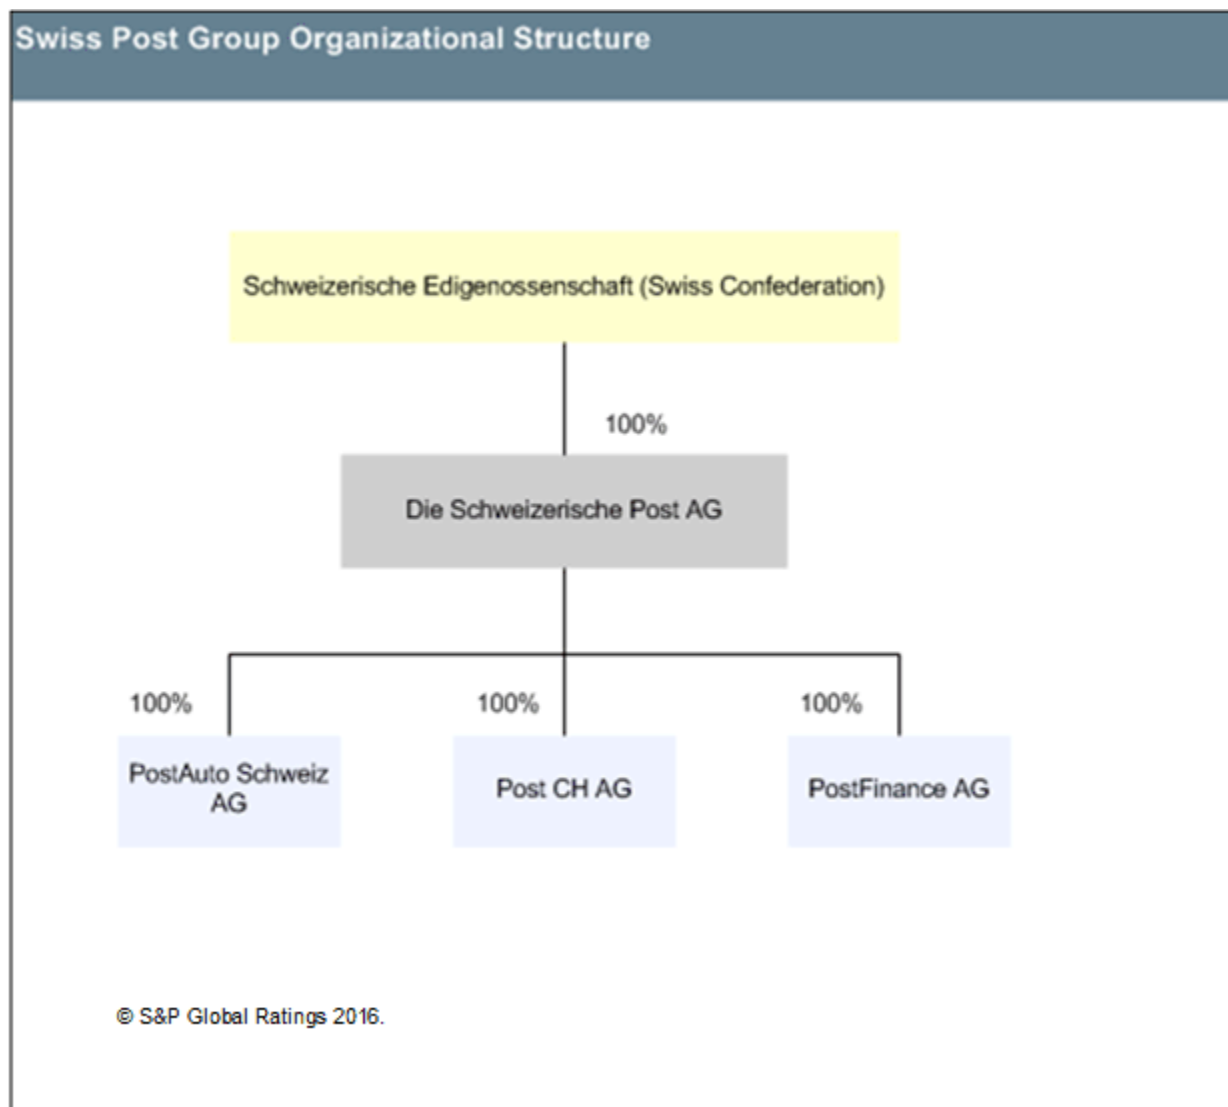 Swiss Post Group Organizational Structure
Schweizerische Edigenossenschaft (Swiss Confederation)
100%
Die Schweizerische Post AG
100%
100%
100%
PostAuto Schweiz
AG
Post CH AG
PostFinance AG
© S&P Global Ratings 2016.